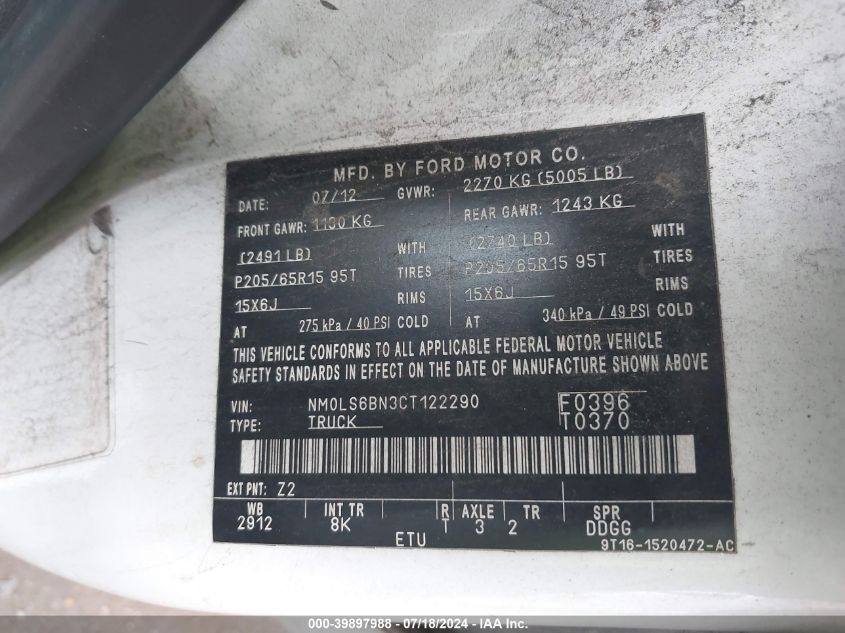 MFD. BY FORD MOTOR CO.
DATE: 07/12 GVWR: 2270 KG (5005 LB)
FRONT GAWR: 1130 KG REAR GAWR: 1243 KG
(2491 LB) WITH (2740 LB) WITH
P205/65R15 95T TIRES P205/65R15 95T TIRES
15X6J RIMS 15X6J RIMS
AT 275 kPa / 40 PSI COLD AT 340 kPa / 49 PSI COLD
THIS VEHICLE CONFORMS TO ALL APPLICABLE FEDERAL MOTOR VEHICLE
SAFETY STANDARDS IN EFFECT ON THE DATE OF MANUFACTURE SHOWN ABOVE
VIN: NM0LS6BN3CT122290 F0396
TYPE: TRUCK T0370
EXT PNT: Z2
WB INT TR R AXLE TR SPR
2912 8K T 3 2 DDGG
ETU 9T16-1520472-AC
000-39897988 - 07/18/2024 - IAA Inc.